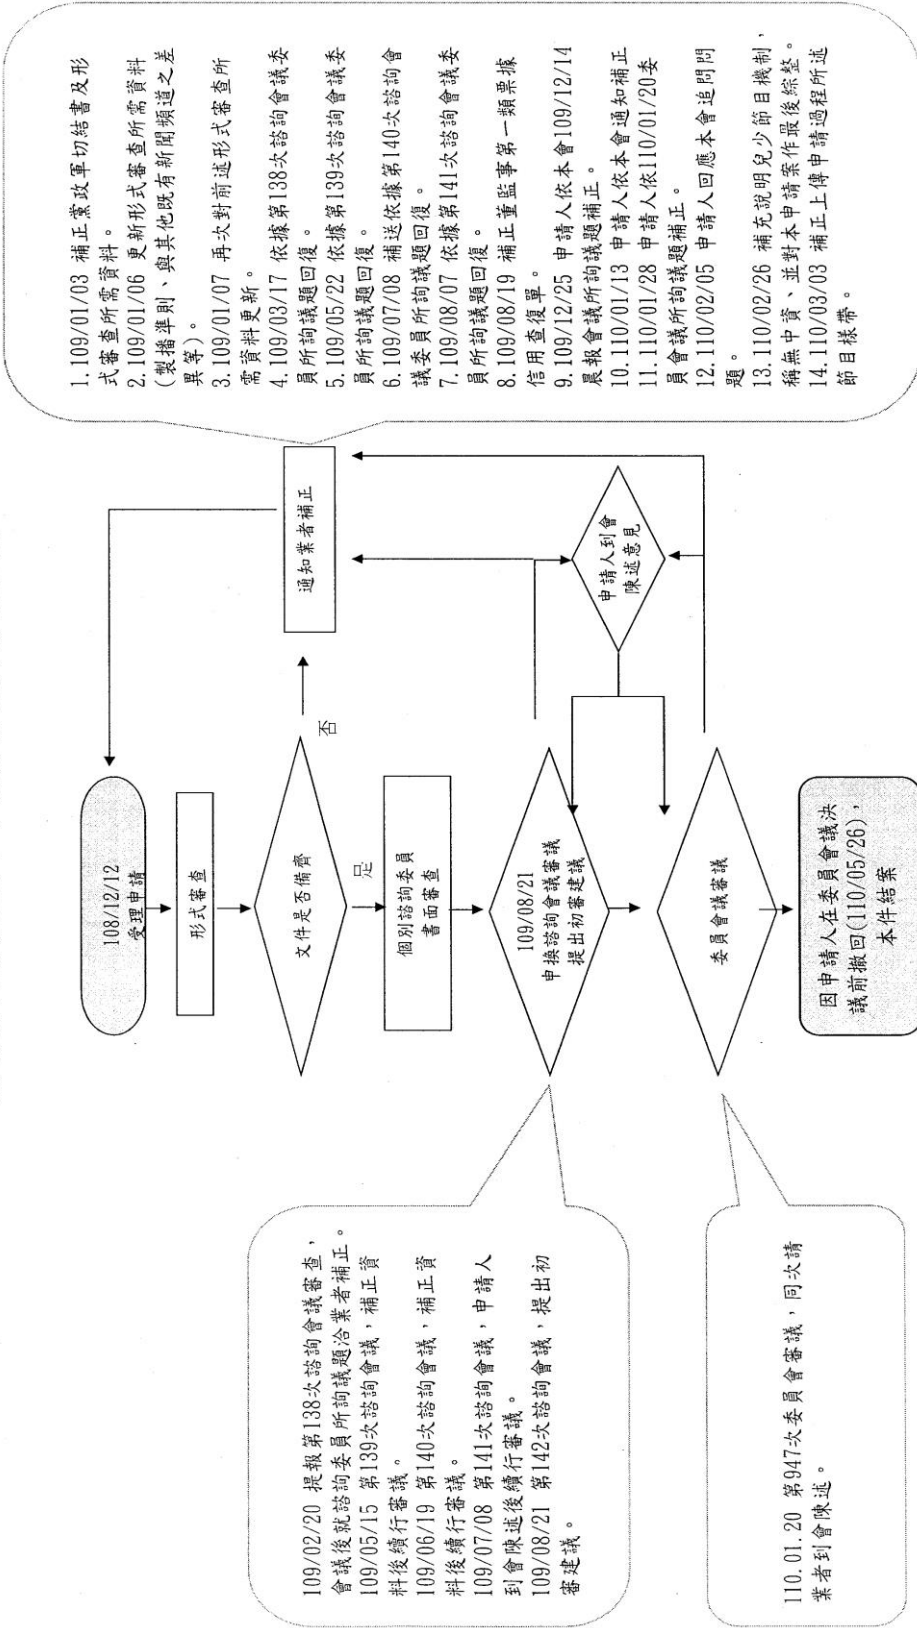 108/12/12
受理申請
形式審查
文件是否備齊
否
是
通知業者補正
個別諮詢委員
書面審查
109/08/21
申換諮詢會議審議
提出初審建議
申請人到會
陳述意見
委員會議審議
因申請人在委員會議決
議前撤回(110/05/26)，
本件結案
109/02/20 提報第138次諮詢會議審查，
會議後就諮詢委員所詢議題洽業者補正。
109/05/15 第139次諮詢會議，補正資
料後續行審議。
109/06/19 第140次諮詢會議，補正資
料後續行審議。
109/07/08 第141次諮詢會議，申請人
到會陳述後續行審議。
109/08/21 第142次諮詢會議，提出初
審建議。
110.01.20 第947次委員會審議，同次請
業者到會陳述。
1.109/01/03 補正黨政軍切結書及形
式審查所需資料。
2.109/01/06 更新形式審查所需資料
(製播準則、與其他既有新聞頻道之差
異等)。
3.109/01/07 再次對前述形式審查所
需資料更新。
4.109/03/17 依據第138次諮詢會議委
員所詢議題回復。
5.109/05/22 依據第139次諮詢會議委
員所詢議題回復。
6.109/07/08 補送依據第140次諮詢會
議委員所詢議題回復。
7.109/08/07 依據第141次諮詢會議委
員所詢議題回復。
8.109/08/19 補正董監事第一類票據
信用查復單。
9.109/12/25 申請人依本會109/12/14
晨報會議所詢議題補正。
10.110/01/13 申請人依本會通知補正
11.110/01/28 申請人依110/01/20委
員會議所詢議題補正。
12.110/02/05 申請人回應本會追問問
題。
13.110/02/26 補充說明兒少節目機制，
稱無中資、並對本申請案作最後綜整。
14.110/03/03 補正上傳申請過程所述
節目樣帶。